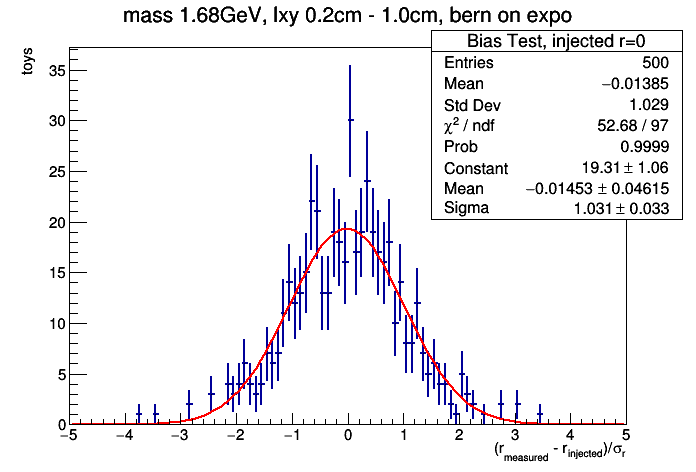 mass 1.68GeV, lxy 0.2cm - 1.0cm, bern on expo
toys
Bias Test, injected r=0
Entries 500
Mean −0.01385
Std Dev 1.029
χ² / ndf 52.68 / 97
Prob 0.9999
Constant 19.31 ± 1.06
Mean −0.01453 ± 0.04615
Sigma 1.031 ± 0.033
35
30
25
20
15
10
5
0
−5 −4 −3 −2 −1 0 1 2 3 4 5
(r_measured - r_injected)/σ_r